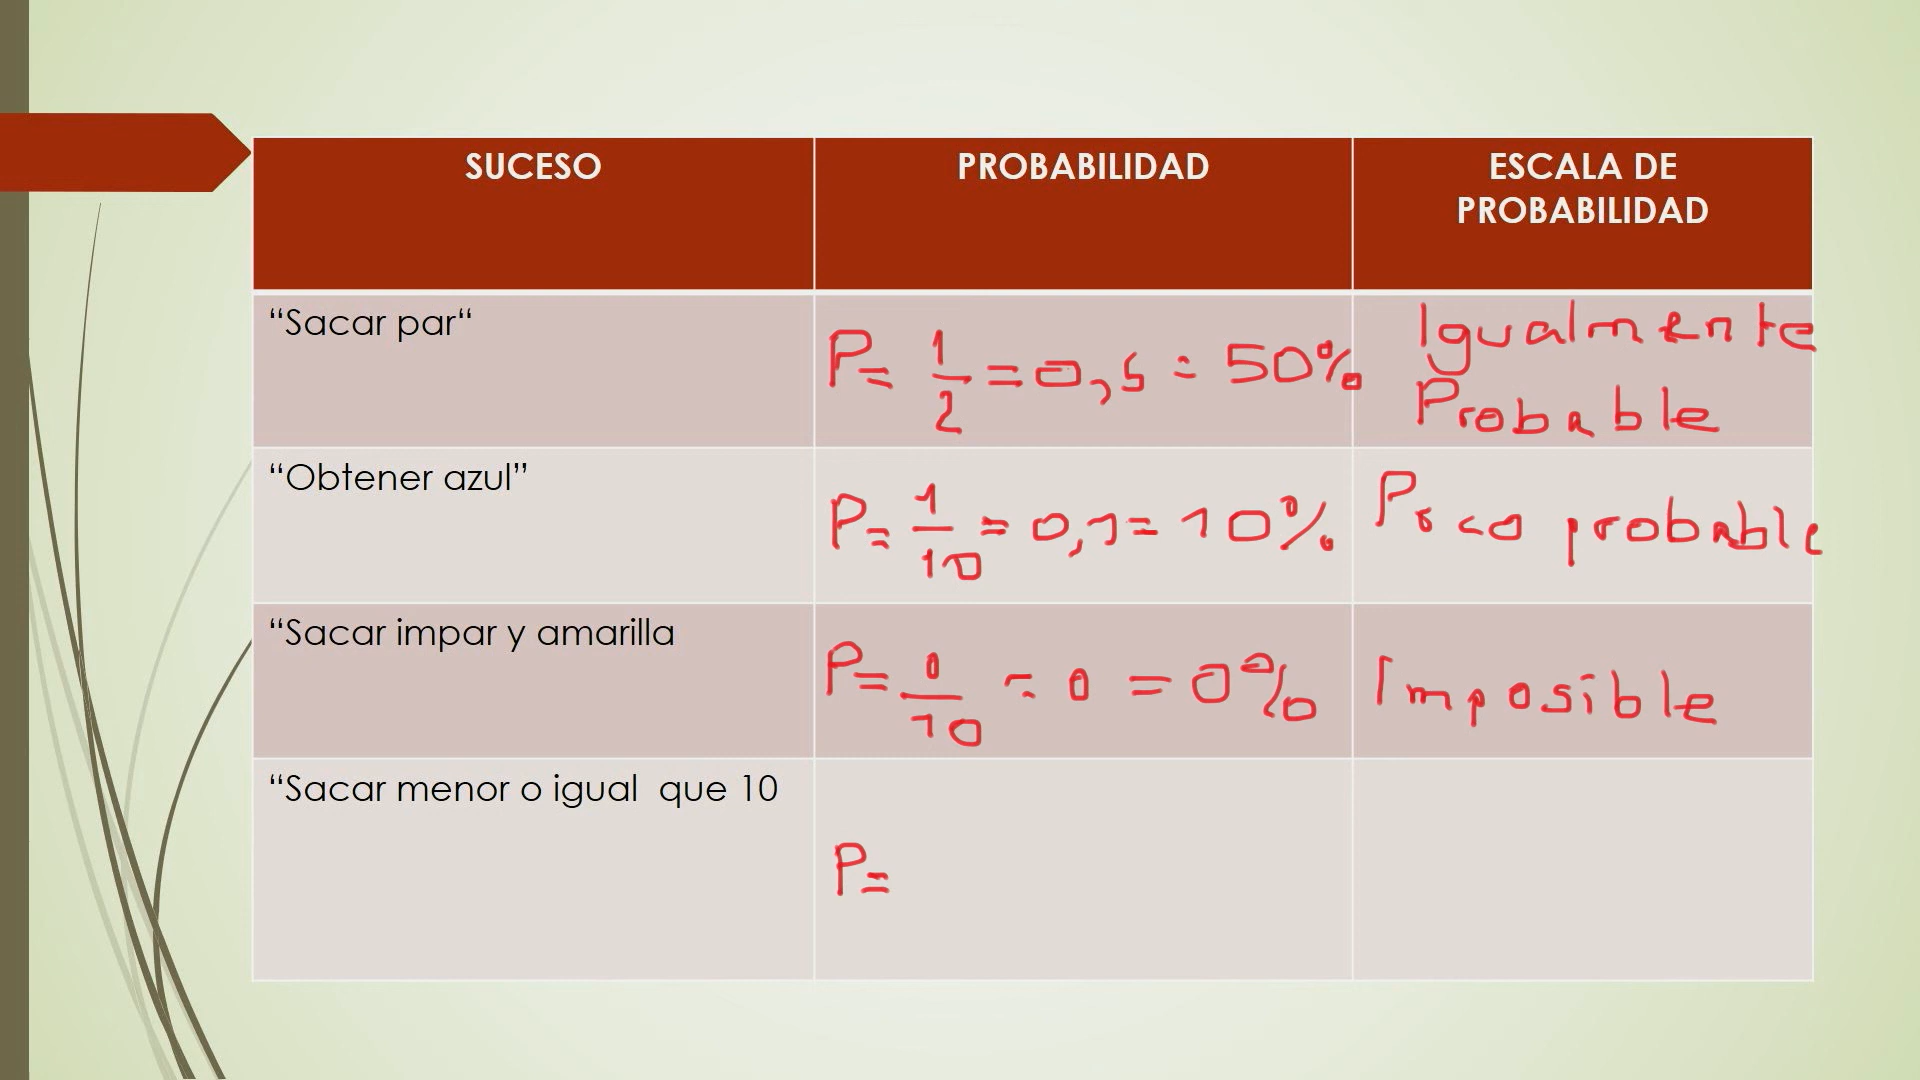 SUCESO
PROBABILIDAD
ESCALA DE
PROBABILIDAD
“Sacar par“
P= 1/2 = 0,5 = 50%
Igualmente
Probable
“Obtener azul”
P= 1/10 = 0,1 = 10%
Poco probable
“Sacar impar y amarilla
P= 0/10 = 0 = 0%
Imposible
“Sacar menor o igual que 10
P=